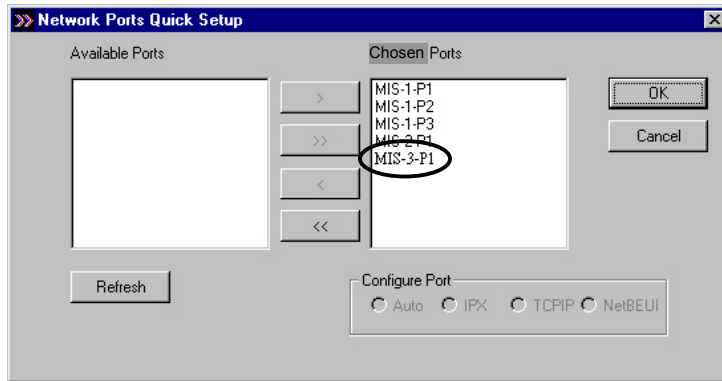 >> Network Ports Quick Setup
Available Ports
Chosen Ports
>
>>
<
<<
MIS-1-P1
MIS-1-P2
MIS-1-P3
MIS-2-P1
MIS-3-P1
OK
Cancel
Refresh
Configure Port
Auto IPX TCPIP NetBEUI